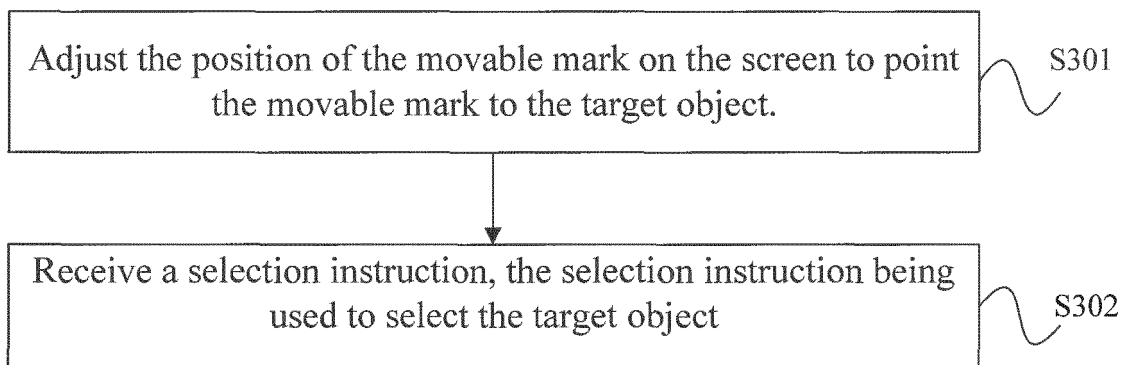 Adjust the position of the movable mark on the screen to point
the movable mark to the target object.
S301
Receive a selection instruction, the selection instruction being
used to select the target object
S302